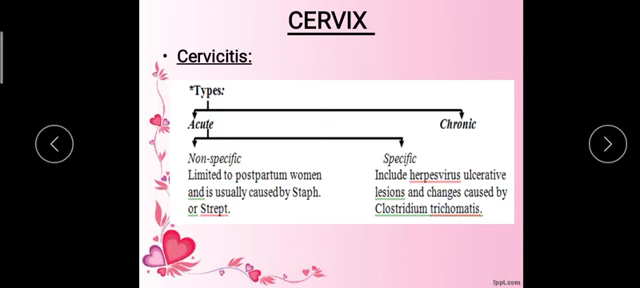 CERVIX
• Cervicitis:
*Types:
Acute Chronic
Non-specific Specific
Limited to postpartum women Include herpesvirus ulcerative
and is usually caused by Staph. lesions and changes caused by
or Strept. Clostridium trichomatis.
fppt.com